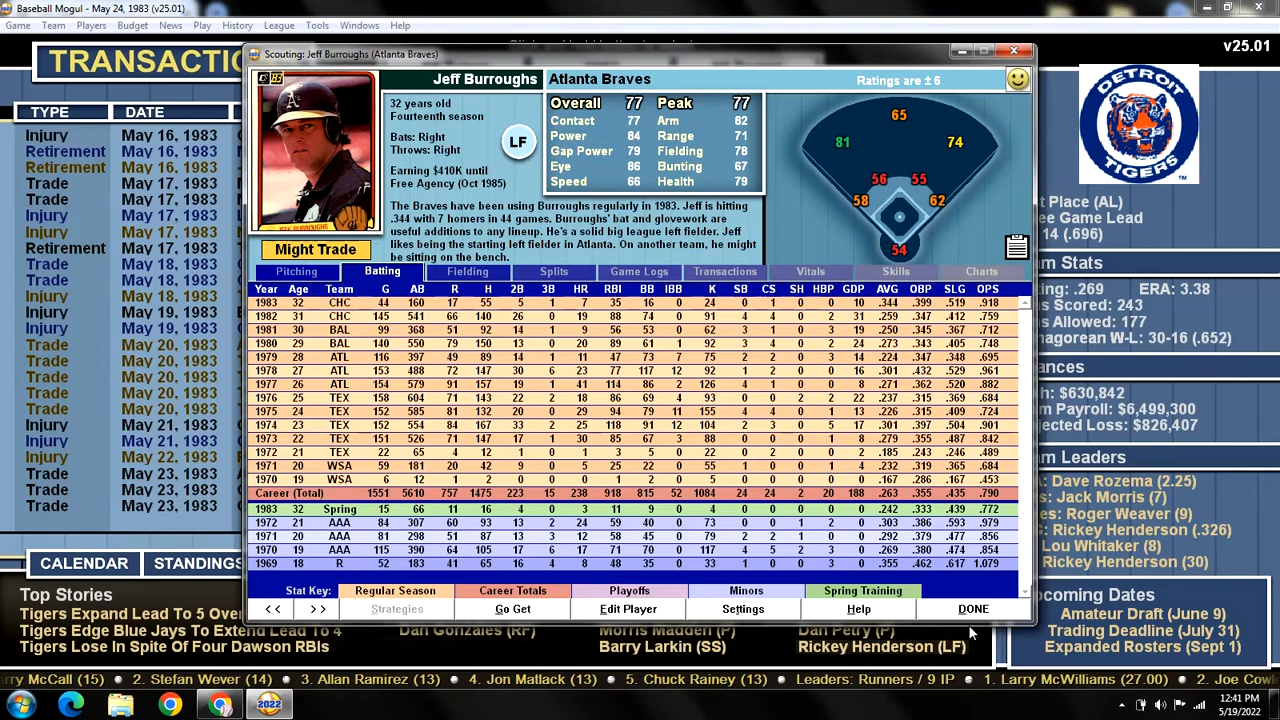 Baseball Mogul - May 24, 1983 (v25.01)
Game Team Players Budget News Play History League Tools Windows Help
TRANSACTIO
v25.01
TYPE DATE
Injury May 16, 1983
Retirement May 16, 1983
Retirement May 16, 1983
Trade May 17, 1983
Trade May 17, 1983
Injury May 17, 1983
Injury May 17, 1983
Retirement May 17, 1983
Trade May 18, 1983
Trade May 18, 1983
Injury May 18, 1983
Injury May 19, 1983
Trade May 20, 1983
Trade May 20, 1983
Trade May 20, 1983
Trade May 20, 1983
Trade May 20, 1983
Trade May 21, 1983
Injury May 21, 1983
Injury May 22, 1983
Trade May 23, 1983
Trade May 23, 1983
Trade May 23, 1983
CALENDAR STANDINGS
Top Stories
Tigers Expand Lead To 5 Over
Tigers Edge Blue Jays To Extend Lead To 4
Tigers Lose In Spite Of Four Dawson RBIs
Dan Gonzales (RF)
Morris Madden (P)
Barry Larkin (SS)
Dan Petry (P)
Rickey Henderson (LF)
Scouting: Jeff Burroughs (Atlanta Braves)
Jeff Burroughs Atlanta Braves Ratings are ± 6
32 years old
Fourteenth season
Bats: Right
Throws: Right
Earning $410K until
Free Agency (Oct 1985)
LF
Overall 77 Peak 77
Contact 77 Arm 82
Power 84 Range 71
Gap Power 79 Fielding 78
Eye 86 Bunting 67
Speed 66 Health 79
65
81 74
56 55
58 62
54
JEFF BURROUGHS
Might Trade
The Braves have been using Burroughs regularly in 1983. Jeff is hitting
.344 with 7 homers in 44 games. Burroughs' bat and glovework are
useful additions to any lineup. He's a solid big league left fielder. Jeff
likes being the starting left fielder in Atlanta. On another team, he might
be sitting on the bench.
Pitching Batting Fielding Splits Game Logs Transactions Vitals Skills Charts
Year Age Team G AB R H 2B 3B HR RBI BB IBB K SB CS SH HBP GDP AVG OBP SLG OPS
1983 32 CHC 44 160 17 55 5 1 7 35 16 0 24 0 1 0 0 10 .344 .399 .519 .918
1982 31 CHC 145 541 66 140 26 0 19 88 74 0 91 4 4 0 2 31 .259 .347 .412 .759
1981 30 BAL 99 368 51 92 14 1 9 56 53 0 62 3 1 0 3 12 .250 .345 .367 .712
1980 29 BAL 140 550 79 150 13 0 20 89 61 1 92 3 4 0 2 24 .273 .343 .405 .748
1979 28 ATL 116 397 49 89 14 1 11 47 73 7 75 2 2 0 3 14 .224 .347 .348 .695
1978 27 ATL 153 488 72 147 30 6 23 77 117 12 92 1 2 0 2 16 .301 .432 .529 .961
1977 26 ATL 154 579 91 157 19 1 41 114 86 2 126 4 1 0 0 8 .271 .362 .520 .882
1976 25 TEX 158 604 71 143 22 2 18 86 69 4 93 0 0 2 2 22 .237 .315 .369 .684
1975 24 TEX 152 585 81 132 20 0 29 94 79 11 155 4 4 0 1 13 .226 .315 .409 .724
1974 23 TEX 152 554 84 167 33 2 25 118 91 12 104 2 3 0 5 17 .301 .397 .504 .901
1973 22 TEX 151 526 71 147 17 1 30 85 67 3 88 0 0 0 1 8 .279 .355 .487 .842
1972 21 TEX 22 65 4 12 1 0 1 3 5 0 22 0 2 0 0 2 .185 .243 .246 .489
1971 20 WSA 59 181 20 42 9 0 5 25 22 0 55 1 0 0 1 4 .232 .319 .365 .684
1970 19 WSA 6 12 1 2 0 0 0 1 2 0 5 0 0 0 0 0 .167 .286 .167 .453
Career (Total) 1551 5610 757 1475 223 15 238 918 815 52 1084 24 24 2 20 188 .263 .355 .435 .790
1983 32 Spring 15 66 11 16 4 0 3 11 9 0 4 0 0 0 0 2 .242 .333 .439 .772
1972 21 AAA 84 307 60 93 13 2 24 59 40 0 73 0 0 0 2 5 .303 .386 .593 .979
1971 20 AAA 81 298 51 87 13 3 12 58 45 0 79 2 2 1 0 3 .292 .379 .477 .856
1970 19 AAA 115 390 64 105 17 6 17 71 70 0 117 4 5 2 3 0 .269 .380 .474 .854
1969 18 R 52 183 41 65 16 4 8 48 35 0 33 1 0 0 3 0 .355 .462 .617 1.079
Stat Key: Regular Season Career Totals Playoffs Minors Spring Training
<< >> Strategies Go Get Edit Player Settings Help DONE
t Place (AL)
ee Game Lead
14 (.696)
am Stats
ting: .269 ERA: 3.38
s Scored: 243
s Allowed: 177
nagorean W-L: 30-16 (.652)
ances
$630,842
m Payroll: $6,499,300
jected Loss: $826,407
am Leaders
A: Dave Rozema (2.25)
s: Jack Morris (7)
es: Roger Weaver (9)
G: Rickey Henderson (.326)
Lou Whitaker (8)
Rickey Henderson (30)
pcoming Dates
Amateur Draft (June 9)
Trading Deadline (July 31)
Expanded Rosters (Sept 1)
DETROIT
TIGERS
rry McCall (15) • 2. Stefan Wever (14) • 3. Allan Ramirez (13) • 4. Jon Matlack (13) • 5. Chuck Rainey (13) • Leaders: Runners / 9 IP • 1. Larry McWilliams (27.00) • 2. Joe Cow
2022
12:41 PM
5/19/2022